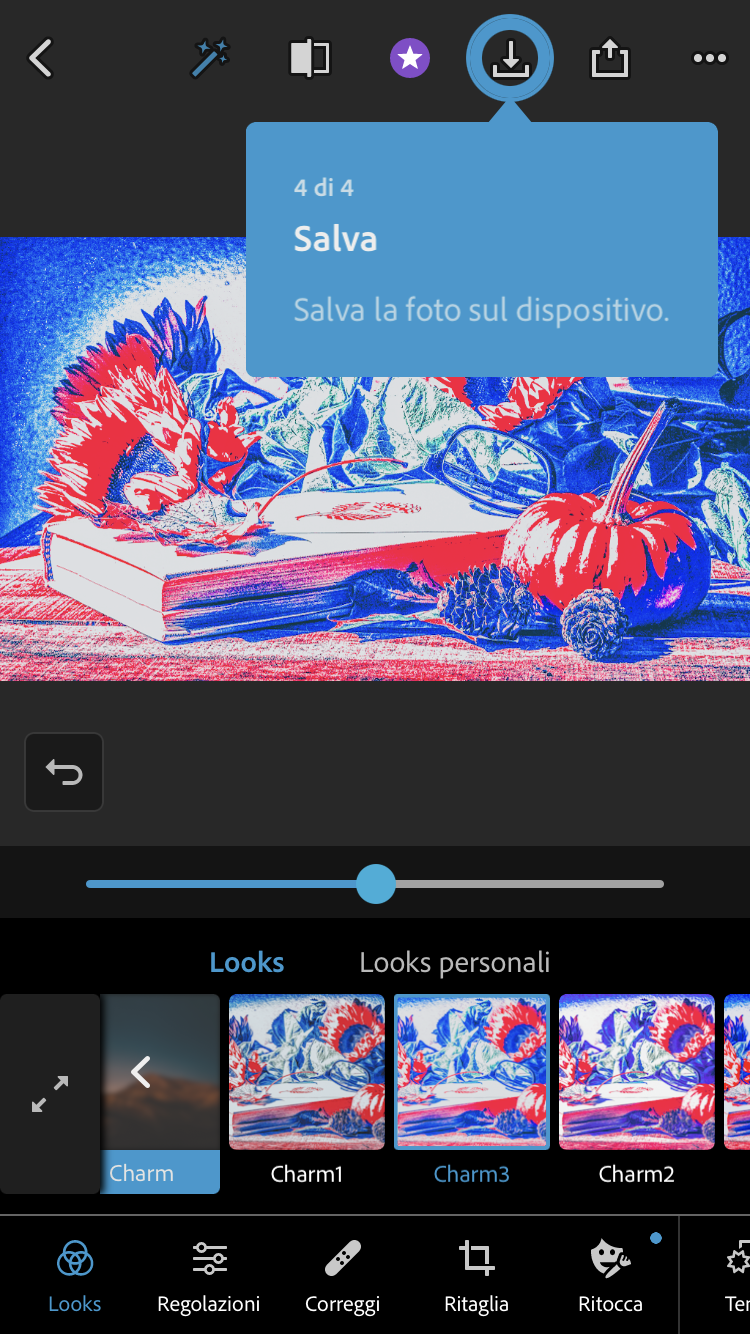 4 di 4
Salva
Salva la foto sul dispositivo.
Looks
Looks personali
Charm
Charm1
Charm3
Charm2
Looks
Regolazioni
Correggi
Ritaglia
Ritocca